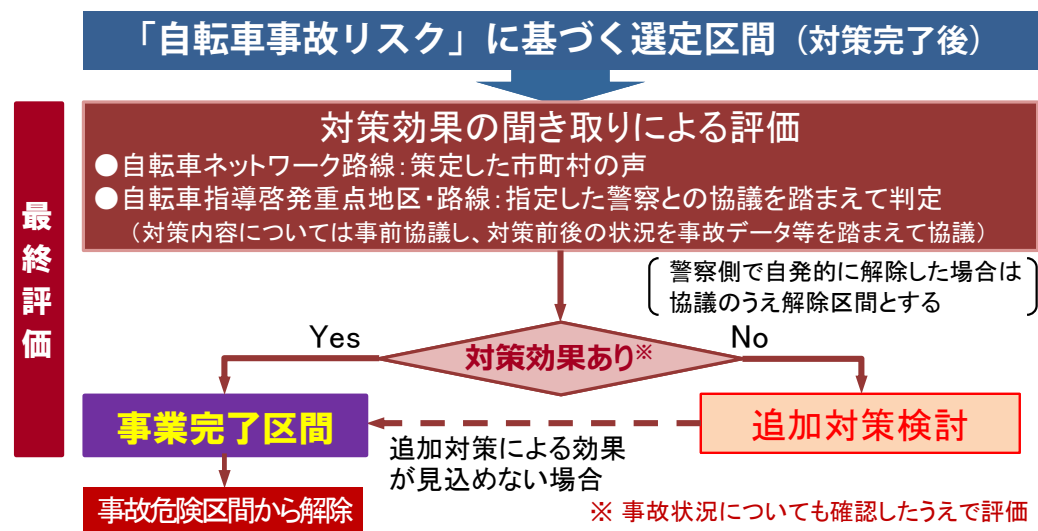 「自転車事故リスク」に基づく選定区間（対策完了後）
最終評価
対策効果の聞き取りによる評価
●自転車ネットワーク路線：策定した市町村の声
●自転車指導啓発重点地区・路線：指定した警察との協議を踏まえて判定
（対策内容については事前協議し、対策前後の状況を事故データ等を踏まえて協議）
警察側で自発的に解除した場合は
協議のうえ解除区間とする
Yes
対策効果あり※
No
事業完了区間
追加対策による効果
が見込めない場合
追加対策検討
事故危険区間から解除
※ 事故状況についても確認したうえで評価